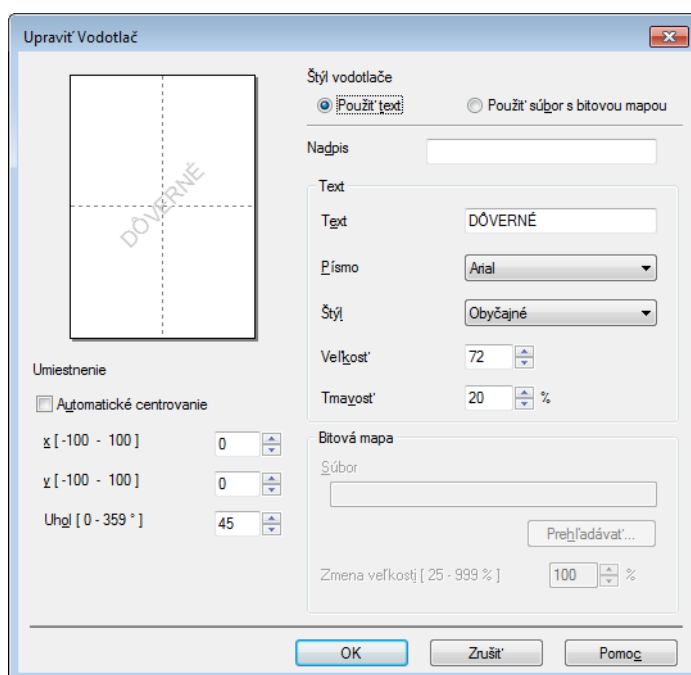 Upraviť Vodotlač
DÔVERNÉ
Umiestnenie
Automatické centrovanie
x [ -100 - 100 ] 0
y [ -100 - 100 ] 0
Uhol [ 0 - 359 ° ] 45
Štýl vodotlače
Použiť text Použiť súbor s bitovou mapou
Nadpis
Text
Text DÔVERNÉ
Písmo Arial
Štýl Obyčajné
Veľkosť 72
Tmavosť 20 %
Bitová mapa
Súbor
Prehľadávať...
Zmena veľkosti [ 25 - 999 % ] 100 %
OK Zrušiť Pomoc